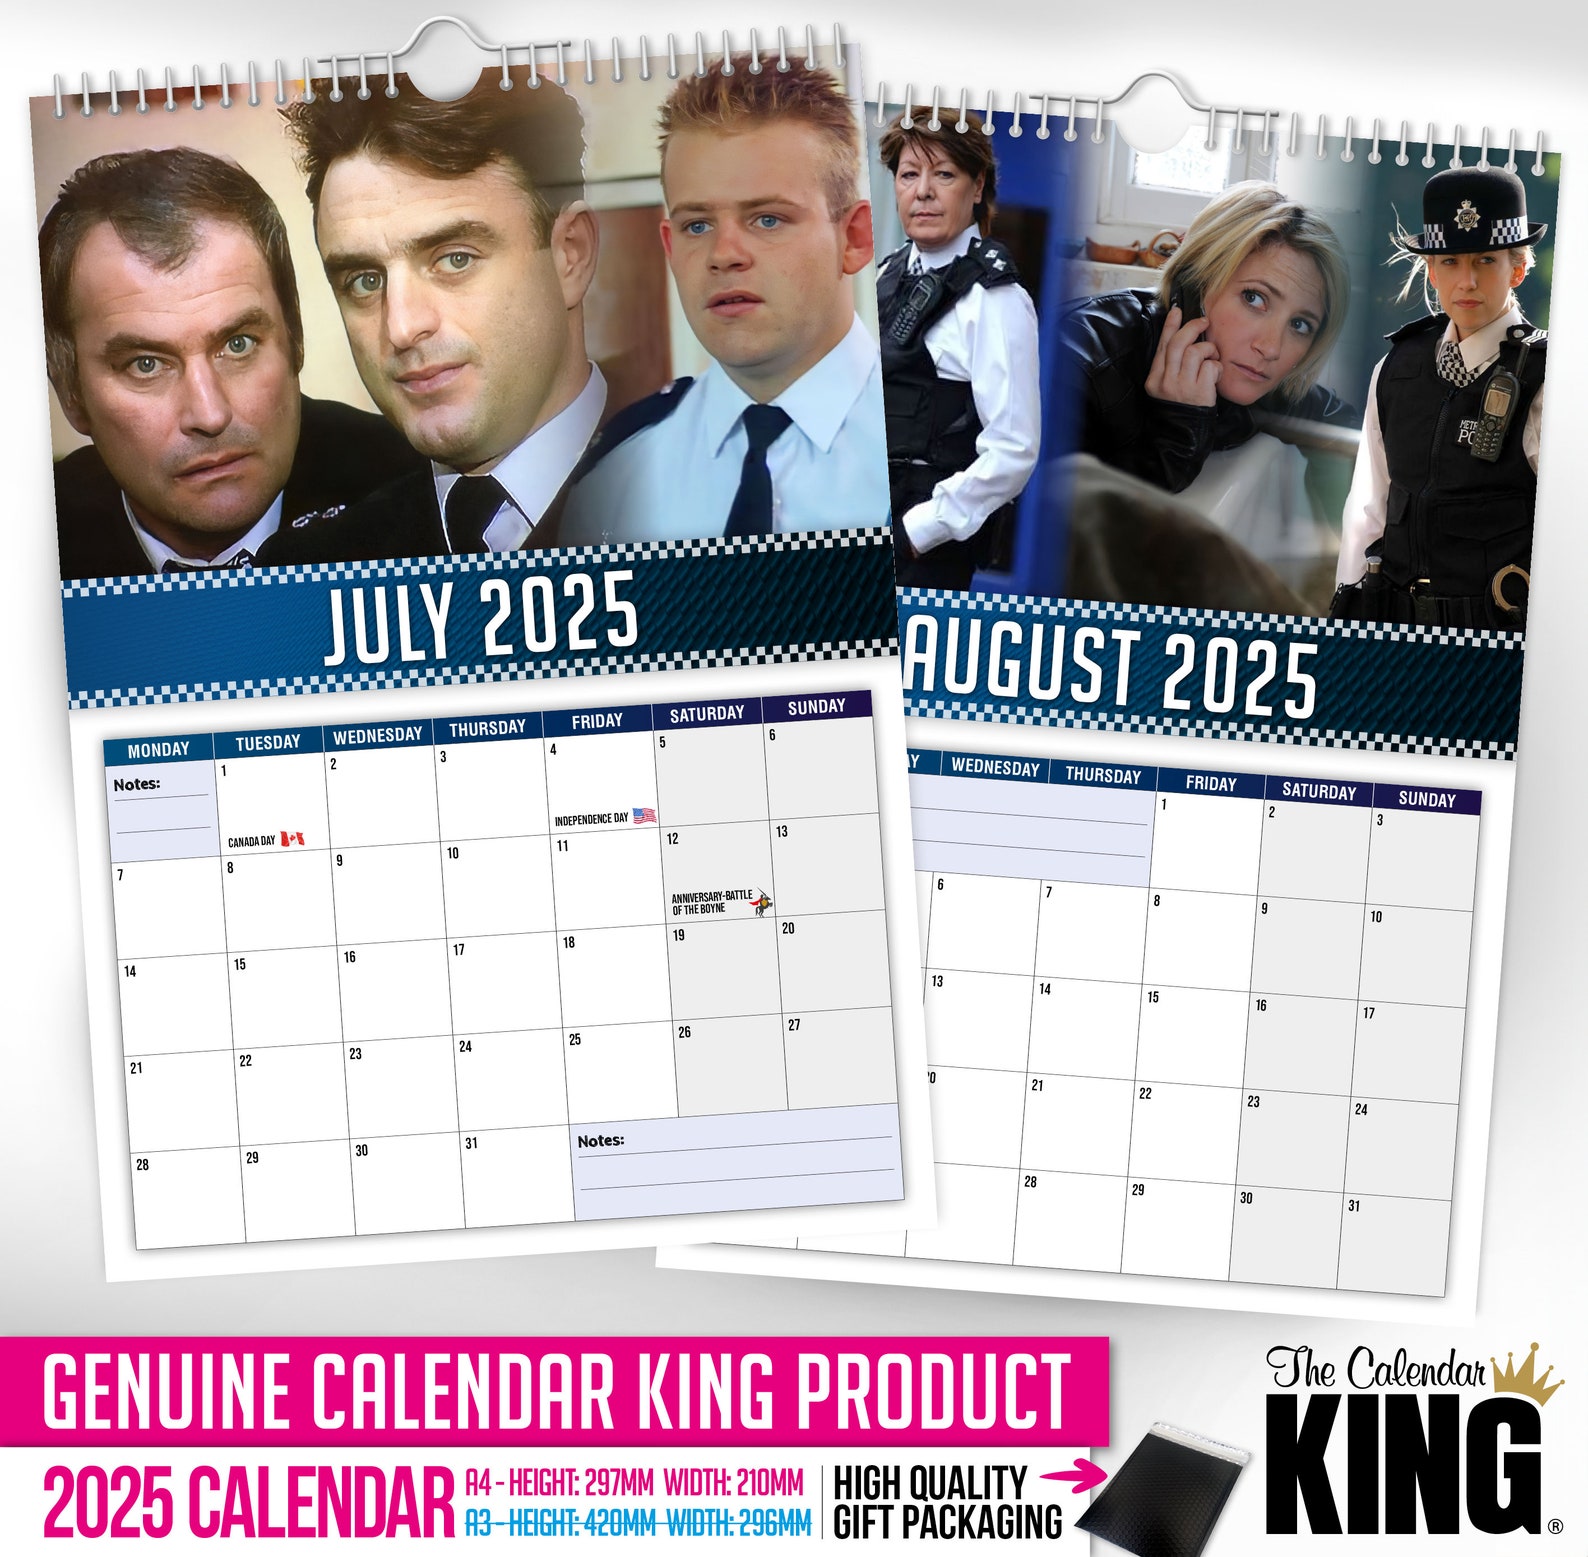 JULY 2025
MONDAY TUESDAY WEDNESDAY THURSDAY FRIDAY SATURDAY SUNDAY
Notes: 1 2 3 4 5 6
CANADA DAY INDEPENDENCE DAY
7 8 9 10 11 12 13
ANNIVERSARY-BATTLE
OF THE BOYNE
14 15 16 17 18 19 20
21 22 23 24 25 26 27
28 29 30 31 Notes:
METR
PO
AUGUST 2025
AY WEDNESDAY THURSDAY FRIDAY SATURDAY SUNDAY
1 2 3
6 7 8 9 10
13 14 15 16 17
20 21 22 23 24
28 29 30 31
GENUINE CALENDAR KING PRODUCT
2025 CALENDAR
A4 - HEIGHT: 297MM WIDTH: 210MM
A3 - HEIGHT: 420MM WIDTH: 296MM
HIGH QUALITY
GIFT PACKAGING
The Calendar
KING®